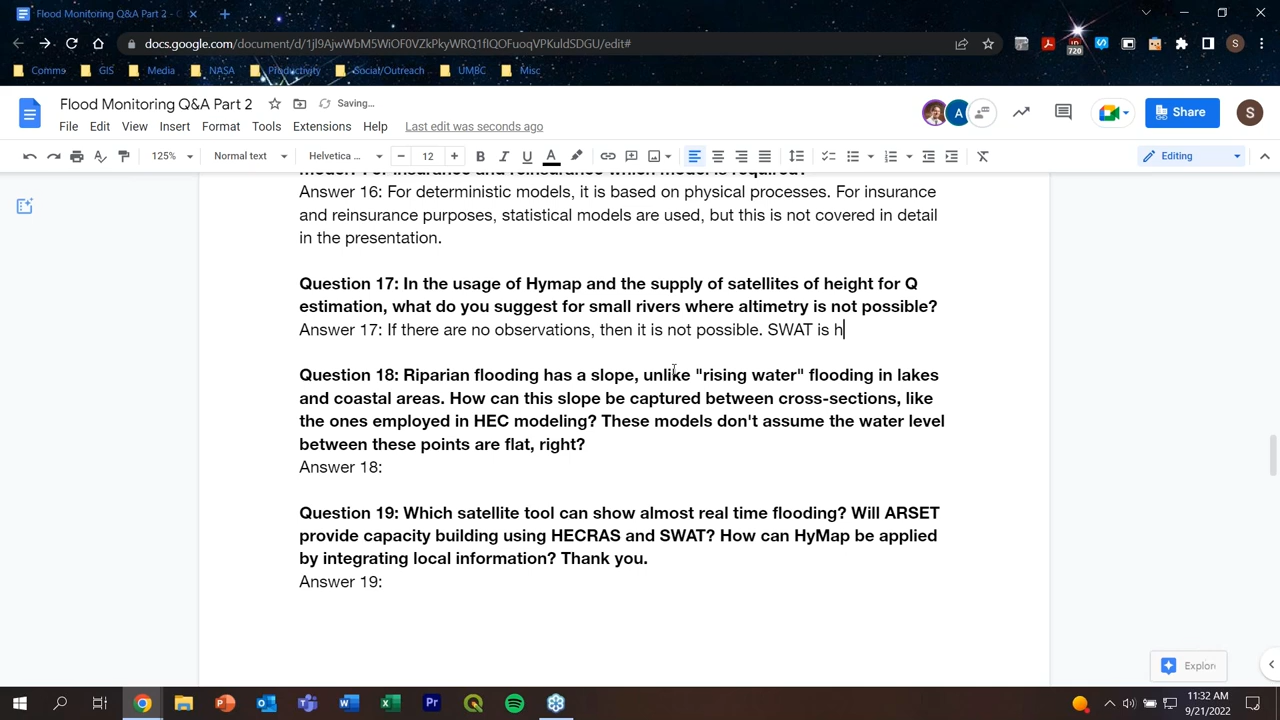 Flood Monitoring Q&A Part 2 - G
docs.google.com/document/d/1jl9AjwWbM5WiOF0VZkPkyWRQ1flQOFuoqVPKuldSDGU/edit#
720
S
Comms
GIS
Media
NASA
Productivity
Social/Outreach
UMBC
Misc
Flood Monitoring Q&A Part 2
Saving...
A
Share
S
File Edit View Insert Format Tools Extensions Help Last edit was seconds ago
125% Normal text Helvetica ... 12 B I U A Editing
model? For insurance and reinsurance which model is required?
Answer 16: For deterministic models, it is based on physical processes. For insurance
and reinsurance purposes, statistical models are used, but this is not covered in detail
in the presentation.
Question 17: In the usage of Hymap and the supply of satellites of height for Q
estimation, what do you suggest for small rivers where altimetry is not possible?
Answer 17: If there are no observations, then it is not possible. SWAT is h
Question 18: Riparian flooding has a slope, unlike "rising water" flooding in lakes
and coastal areas. How can this slope be captured between cross-sections, like
the ones employed in HEC modeling? These models don't assume the water level
between these points are flat, right?
Answer 18:
Question 19: Which satellite tool can show almost real time flooding? Will ARSET
provide capacity building using HECRAS and SWAT? How can HyMap be applied
by integrating local information? Thank you.
Answer 19:
Explore
11:32 AM
9/21/2022